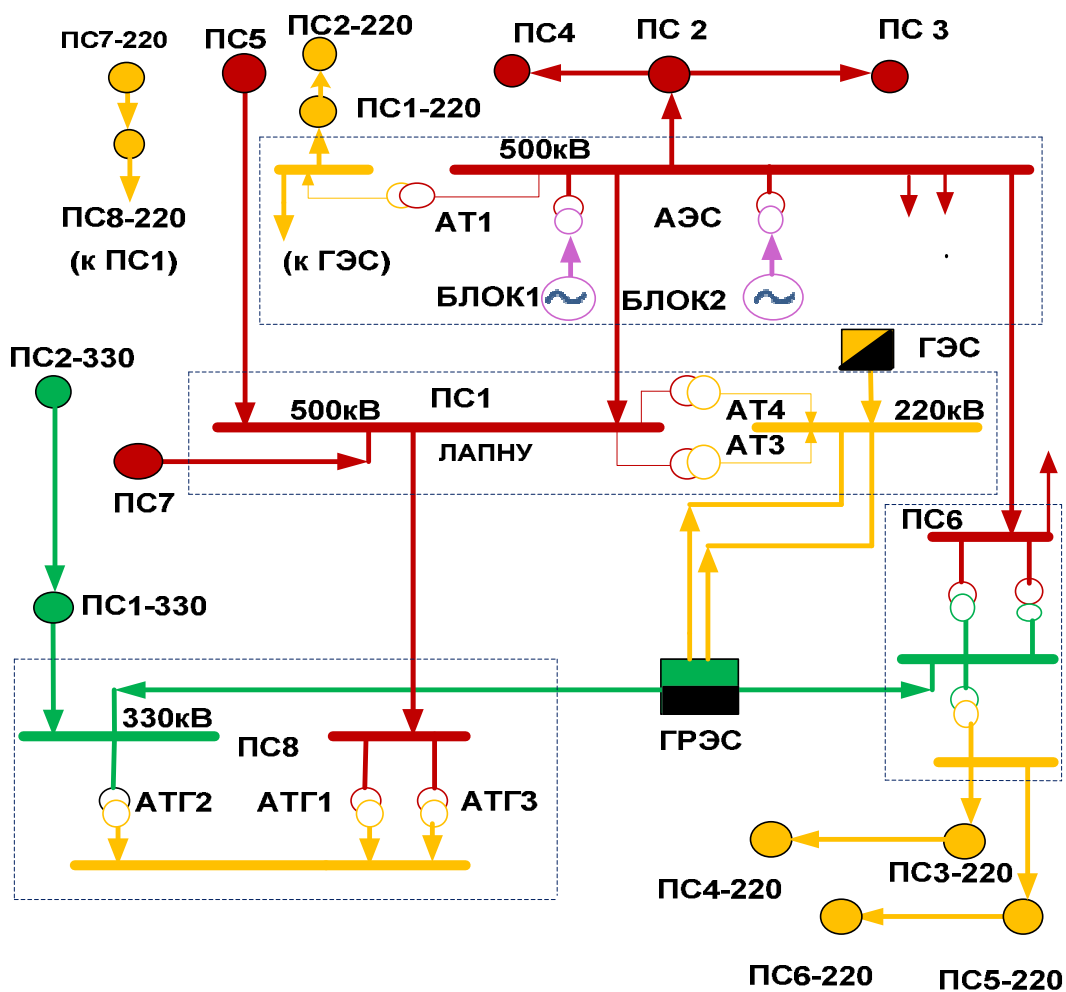 ПС2-220
ПС7-220
ПС5
ПС4
ПС 2
ПС 3
ПС1-220
500кВ
ПС8-220
(к ПС1)
АТ1
АЭС
(к ГЭС)
БЛОК1
БЛОК2
ПС2-330
ГЭС
500кВ
ПС1
АТ4
220кВ
ЛАПНУ
АТ3
ПС7
ПС6
ПС1-330
330кВ
ПС8
ГРЭС
АТГ2
АТГ1
АТГ3
ПС4-220
ПС3-220
ПС6-220
ПС5-220